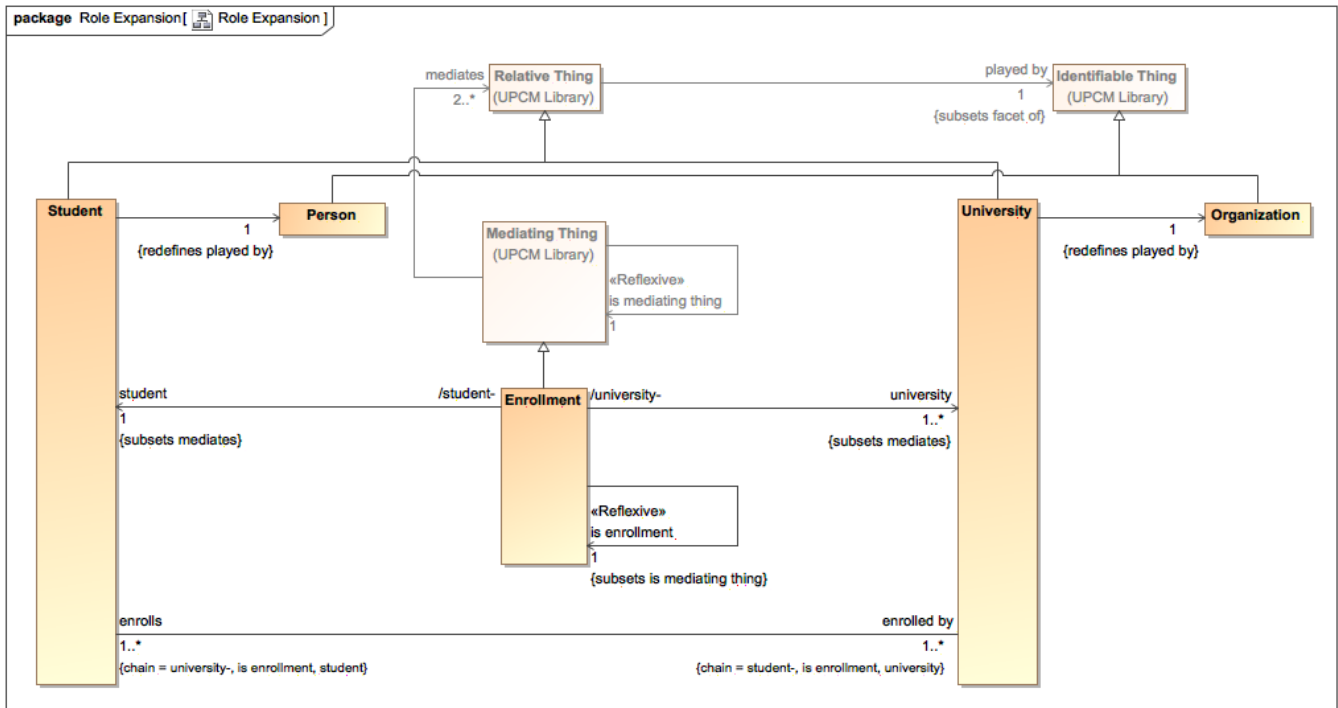 package Role Expansion[ Role Expansion ]
mediates
2..*
Relative Thing
(UPCM Library)
played by
1
{subsets facet of}
Identifiable Thing
(UPCM Library)
Student
1
{redefines played by}
Person
University
1
{redefines played by}
Organization
Mediating Thing
(UPCM Library)
«Reflexive»
is mediating thing
1
student
1
{subsets mediates}
/student-
Enrollment
/university-
university
1..*
{subsets mediates}
«Reflexive»
is enrollment
1
{subsets is mediating thing}
enrolls
1..*
{chain = university-, is enrollment, student}
enrolled by
1..*
{chain = student-, is enrollment, university}